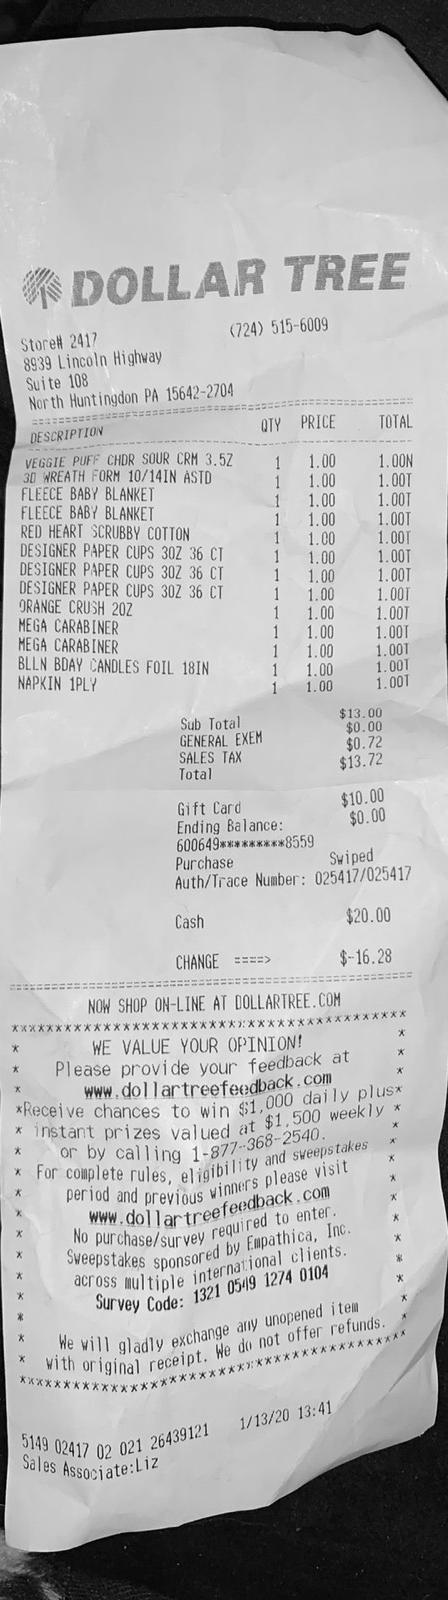 DOLLAR TREE
Store# 2417 (724) 515-6009
8939 Lincoln Highway
Suite 108
North Huntingdon PA 15642-2704
DESCRIPTION QTY PRICE TOTAL
VEGGIE PUFF CHDR SOUR CRM 3.5Z 1 1.00 1.00N
3D WREATH FORM 10/14IN ASTD 1 1.00 1.00T
FLEECE BABY BLANKET 1 1.00 1.00T
FLEECE BABY BLANKET 1 1.00 1.00T
RED HEART SCRUBBY COTTON 1 1.00 1.00T
DESIGNER PAPER CUPS 3OZ 36 CT 1 1.00 1.00T
DESIGNER PAPER CUPS 3OZ 36 CT 1 1.00 1.00T
DESIGNER PAPER CUPS 3OZ 36 CT 1 1.00 1.00T
ORANGE CRUSH 20Z 1 1.00 1.00T
MEGA CARABINER 1 1.00 1.00T
MEGA CARABINER 1 1.00 1.00T
BLLN BDAY CANDLES FOIL 18IN 1 1.00 1.00T
NAPKIN 1PLY 1 1.00 1.00T
Sub Total $13.00
GENERAL EXEM $0.00
SALES TAX $0.72
Total $13.72
Gift Card $10.00
Ending Balance: $0.00
600649*********8559
Purchase Swiped
Auth/Trace Number: 025417/025417
Cash $20.00
CHANGE ====> $-16.28
NOW SHOP ON-LINE AT DOLLARTREE.COM
WE VALUE YOUR OPINION!
Please provide your feedback at
www.dollartreefeedback.com
Receive chances to win $1,000 daily plus
instant prizes valued at $1,500 weekly
or by calling 1-877-368-2540.
For complete rules, eligibility and sweepstakes
period and previous winners please visit
www.dollartreefeedback.com
No purchase/survey required to enter.
Sweepstakes sponsored by Empathica, Inc.
across multiple international clients.
Survey Code: 1321 0549 1274 0104
We will gladly exchange any unopened item
with original receipt. We do not offer refunds.
5149 02417 02 021 26439121 1/13/20 13:41
Sales Associate:Liz